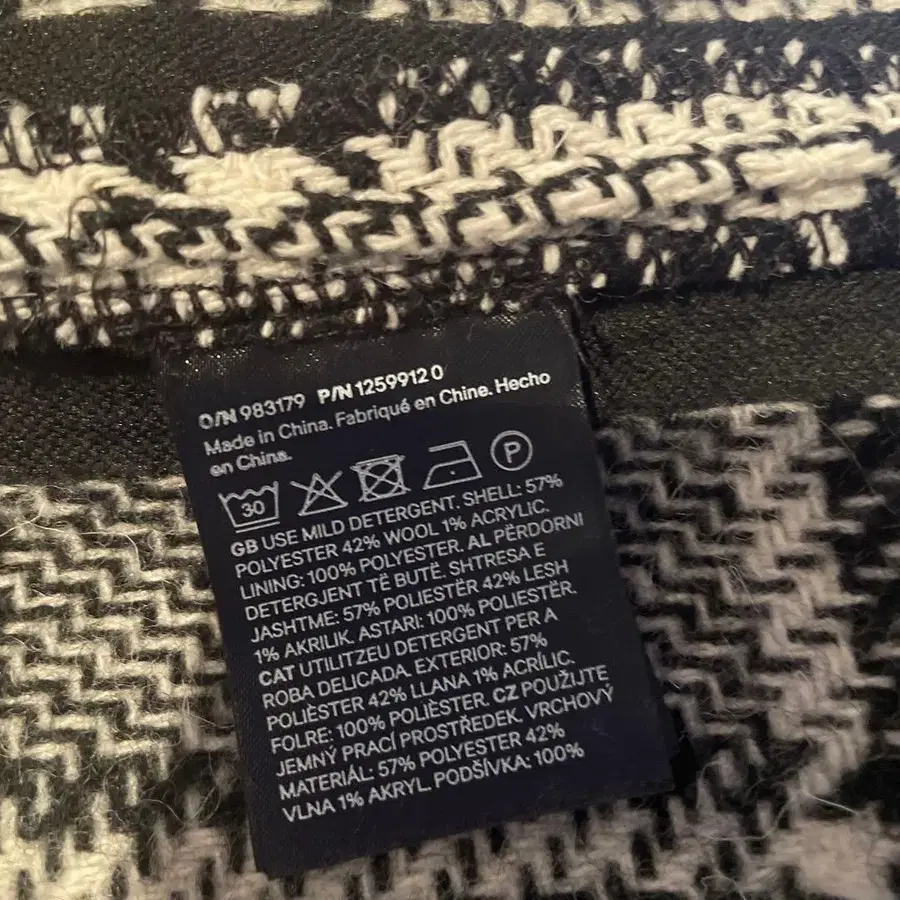 O/N 983179 P/N 1259912 0
Made in China. Fabriqué en Chine. Hecho
en China.
30 P
GB USE MILD DETERGENT. SHELL: 57%
POLYESTER 42% WOOL 1% ACRYLIC.
LINING: 100% POLYESTER. AL PËRDORNI
DETERGJENT TË BUTË. SHTRESA E
JASHTME: 57% POLIESTËR 42% LESH
1% AKRILIK. ASTARI: 100% POLIESTËR.
CAT UTILITZEU DETERGENT PER A
ROBA DELICADA. EXTERIOR: 57%
POLIÈSTER 42% LLANA 1% ACRÍLIC.
FOLRE: 100% POLIÈSTER. CZ POUŽIJTE
JEMNÝ PRACÍ PROSTŘEDEK. VRCHOVÝ
MATERIÁL: 57% POLYESTER 42%
VLNA 1% AKRYL. PODŠÍVKA: 100%